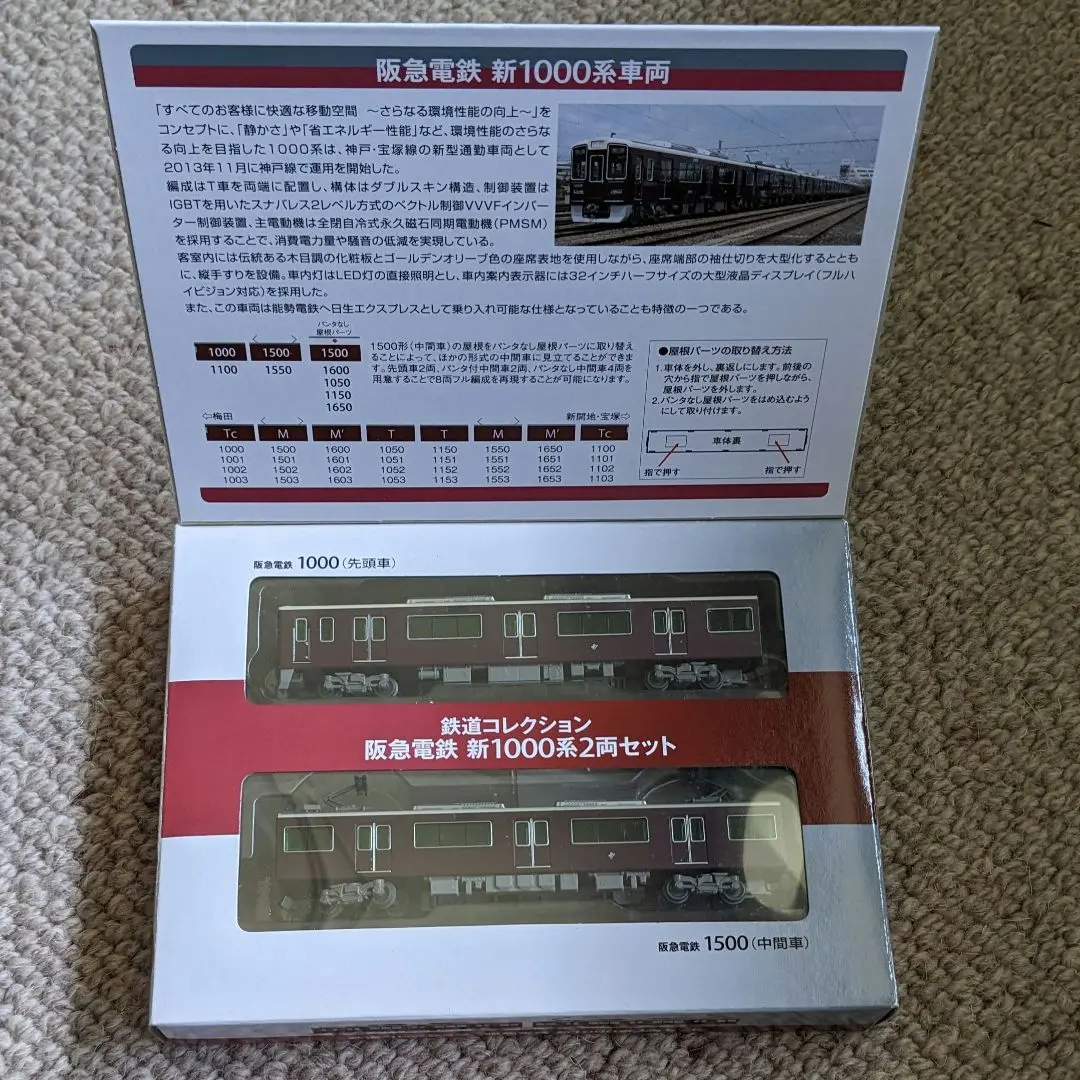 阪急電鉄 新1000系車両
「すべてのお客様に快適な移動空間 ～さらなる環境性能の向上～」を
コンセプトに、「静かさ」や「省エネルギー性能」など、環境性能のさらな
る向上を目指した1000系は、神戸・宝塚線の新型通勤車両として
2013年11月に神戸線で運用を開始した。
編成はT車を両端に配置し、構体はダブルスキン構造、制御装置は
IGBTを用いたスナバレス2レベル方式のベクトル制御VVVFインバ
ーター制御装置、主電動機は全閉自冷式永久磁石同期電動機(PMSM)
を採用することで、消費電力量や騒音の低減を実現している。
客室内には伝統ある木目調の化粧板とゴールデンオリーブ色の座席表地を使用しながら、座席端部の袖仕切りを大型化するととも
に、縦手すりを設備。車内灯はLED灯の直接照明とし、車内案内表示器には32インチハーフサイズの大型液晶ディスプレイ(フルハ
イビジョン対応)を採用した。
また、この車両は能勢電鉄へ日生エクスプレスとして乗り入れ可能な仕様となっていることも特徴の一つである。
パンタなし
屋根パーツ
1000 1500 1500
1100 1550 1600
1050
1150
1650
1500形(中間車)の屋根をパンタなし屋根パーツに取り替え
ることによって、ほかの形式の中間車に見立てることができま
す。先頭車2両、パンタ付中間車2両、パンタなし中間車4両を
用意することで8両フル編成を再現することが可能になります。
⇦梅田 新開地・宝塚⇨
Tc M M' T T M M' Tc
1000 1500 1600 1050 1150 1550 1650 1100
1001 1501 1601 1051 1151 1551 1651 1101
1002 1502 1602 1052 1152 1552 1652 1102
1003 1503 1603 1053 1153 1553 1653 1103
●屋根パーツの取り替え方法
1.車体を外し、裏返しにします。前後の
穴から指で屋根パーツを押しながら、
屋根パーツを外します。
2.パンタなし屋根パーツをはめ込むよう
にして取り付けます。
車体裏
指で押す 指で押す
阪急電鉄 1000(先頭車)
鉄道コレクション
阪急電鉄 新1000系2両セット
阪急電鉄 1500(中間車)